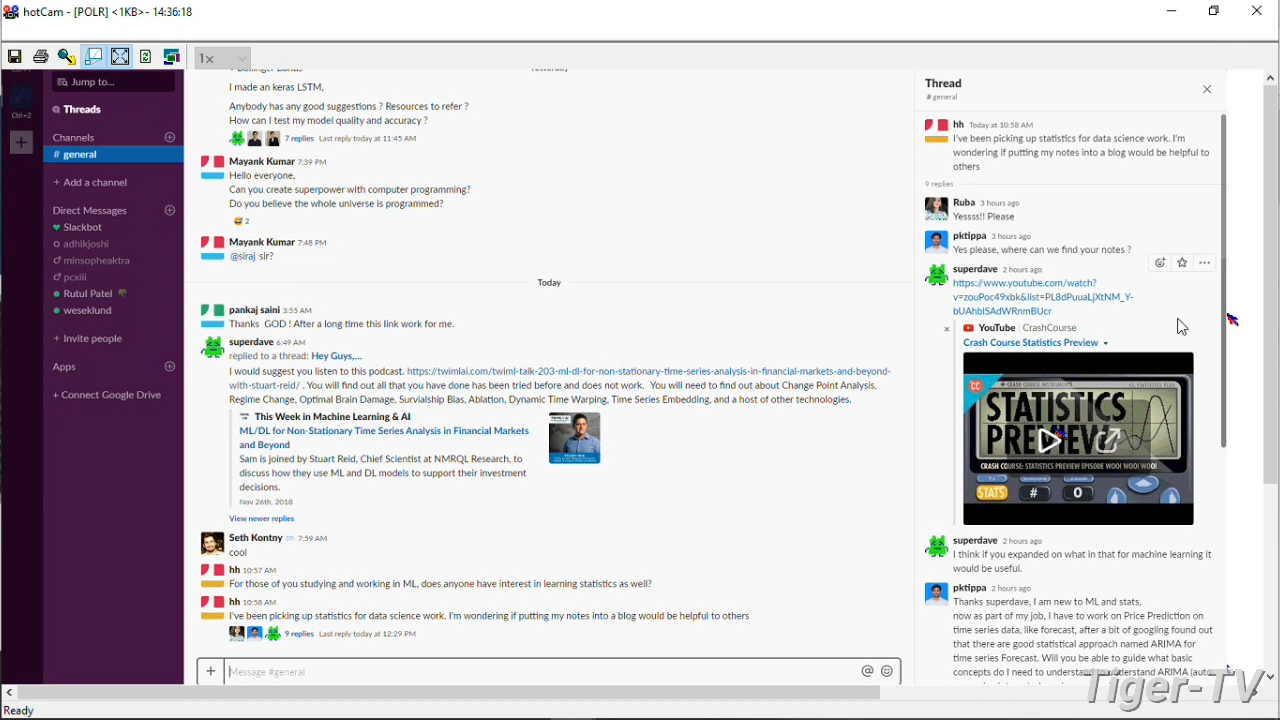 hotCam - [POLR] <1KB> - 14:36:18
1x
Jump to...
Ctrl+2
Threads
Channels
# general
+ Add a channel
Direct Messages
Slackbot
adhikjoshi
minsopheaktra
pcxiii
Rutul Patel
weseklund
+ Invite people
Apps
+ Connect Google Drive
Yesterday
I made an keras LSTM,
Anybody has any good suggestions ? Resources to refer ?
How can I test my model quality and accuracy ?
7 replies Last reply today at 11:45 AM
Mayank Kumar 7:39 PM
Hello everyone,
Can you create superpower with computer programming?
Do you believe the whole universe is programmed?
2
Mayank Kumar 7:48 PM
@siraj sir?
Today
pankaj saini 3:55 AM
Thanks GOD ! After a long time this link work for me.
superdave 6:49 AM
replied to a thread: Hey Guys,...
I would suggest you listen to this podcast. https://twimlai.com/twiml-talk-203-ml-dl-for-non-stationary-time-series-analysis-in-financial-markets-and-beyond-
with-stuart-reid/ . You will find out all that you have done has been tried before and does not work. You will need to find out about Change Point Analysis,
Regime Change, Optimal Brain Damage, Survialship Bias, Ablation, Dynamic Time Warping, Time Series Embedding, and a host of other technologies.
This Week in Machine Learning & AI
ML/DL for Non-Stationary Time Series Analysis in Financial Markets
and Beyond
Sam is joined by Stuart Reid, Chief Scientist at NMRQL Research, to
discuss how they use ML and DL models to support their investment
decisions.
Nov 26th, 2018
View newer replies
Seth Kontny 7:59 AM
cool
hh 10:57 AM
For those of you studying and working in ML, does anyone have interest in learning statistics as well?
hh 10:58 AM
I've been picking up statistics for data science work. I'm wondering if putting my notes into a blog would be helpful to others
9 replies Last reply today at 12:29 PM
Message #general
Thread
# general
hh Today at 10:58 AM
I've been picking up statistics for data science work. I'm
wondering if putting my notes into a blog would be helpful to
others
9 replies
Ruba 3 hours ago
Yessss!! Please
pktippa 3 hours ago
Yes please, where can we find your notes ?
superdave 2 hours ago
https://www.youtube.com/watch?
v=zouPoc49xbk&list=PL8dPuuaLjXtNM_Y-
bUAhblSAdWRnmBUcr
YouTube | CrashCourse
Crash Course Statistics Preview
STATISTICS
PREVIEW
CRASH COURSE: STATISTICS PREVIEW EPISODE WOO! WOO! WOO!
STATS # 0
superdave 2 hours ago
I think if you expanded on what in that for machine learning it
would be useful.
pktippa 2 hours ago
Thanks superdave, I am new to ML and stats,
now as part of my job, I have to work on Price Prediction on
time series data, like forecast, after a bit of googling found out
that there are good statistical approach named ARIMA for
time series Forecast. Will you be able to guide what basic
concepts do I need to understand to understand ARIMA (auto
Tiger-TV
Ready